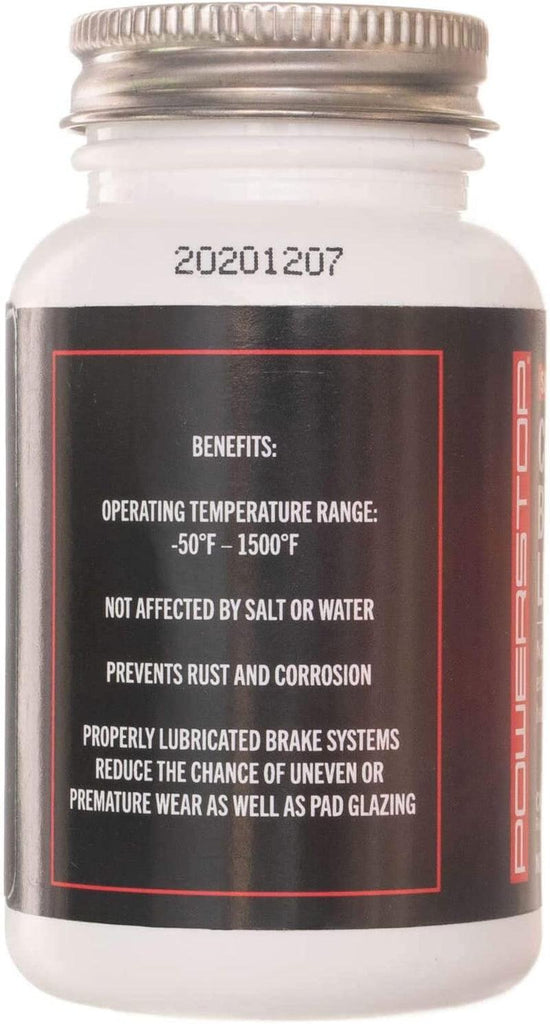 20201207
BENEFITS:
OPERATING TEMPERATURE RANGE:
-50°F – 1500°F
NOT AFFECTED BY SALT OR WATER
PREVENTS RUST AND CORROSION
PROPERLY LUBRICATED BRAKE SYSTEMS
REDUCE THE CHANCE OF UNEVEN OR
PREMATURE WEAR AS WELL AS PAD GLAZING
POWERSTOP